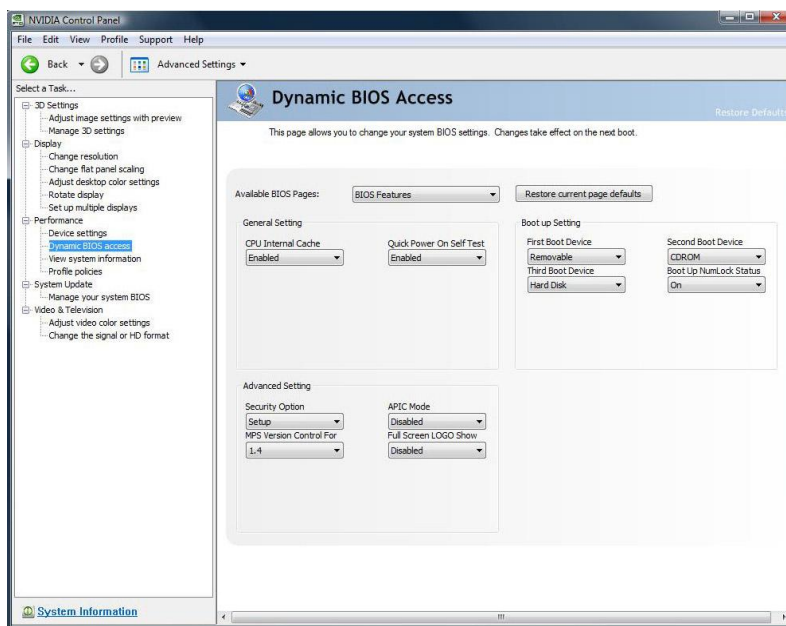 NVIDIA Control Panel
File Edit View Profile Support Help
Back Advanced Settings
Select a Task...
3D Settings
Adjust image settings with preview
Manage 3D settings
Display
Change resolution
Change flat panel scaling
Adjust desktop color settings
Rotate display
Set up multiple displays
Performance
Device settings
Dynamic BIOS access
View system information
Profile policies
System Update
Manage your system BIOS
Video & Television
Adjust video color settings
Change the signal or HD format
System Information
Dynamic BIOS Access
Restore Defaults
This page allows you to change your system BIOS settings. Changes take effect on the next boot.
Available BIOS Pages: BIOS Features Restore current page defaults
General Setting
CPU Internal Cache Quick Power On Self Test
Enabled Enabled
Boot up Setting
First Boot Device Second Boot Device
Removable CDROM
Third Boot Device Boot Up NumLock Status
Hard Disk On
Advanced Setting
Security Option APIC Mode
Setup Disabled
MPS Version Control For Full Screen LOGO Show
1.4 Disabled